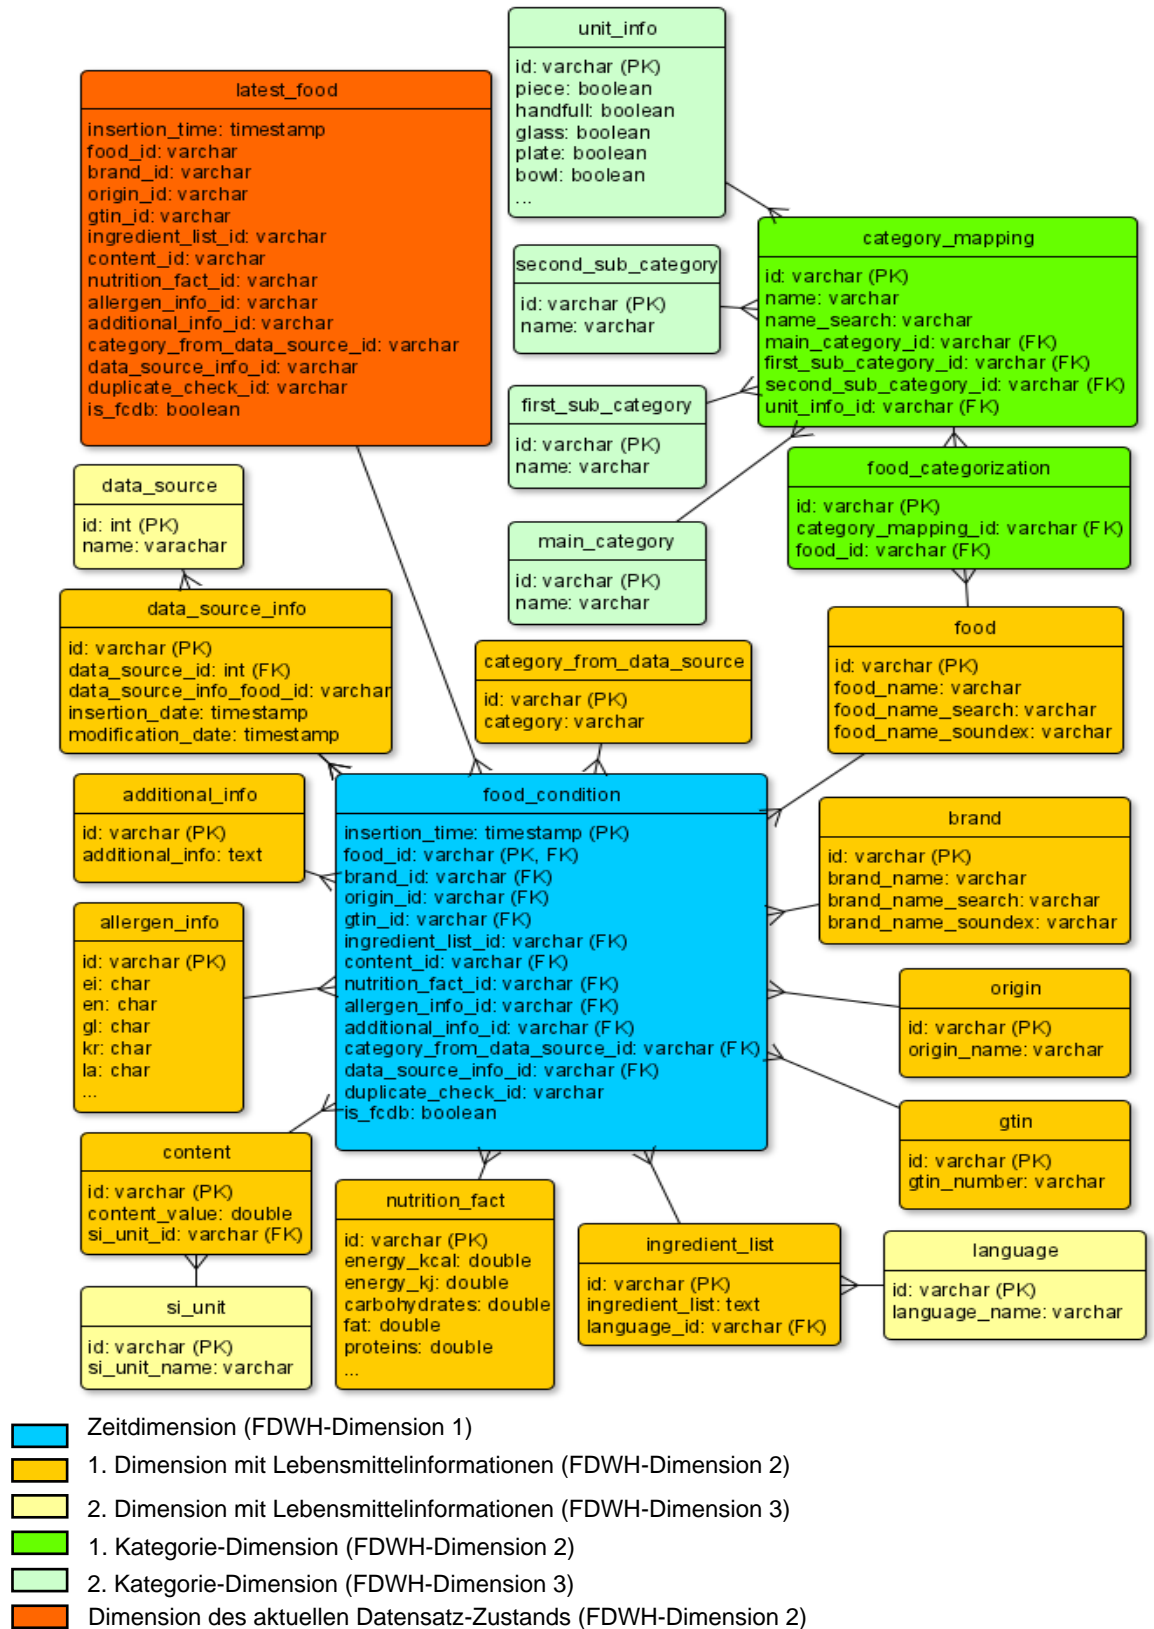 unit_info
id: varchar (PK)
piece: boolean
handfull: boolean
glass: boolean
plate: boolean
bowl: boolean
...
latest_food
insertion_time: timestamp
food_id: varchar
brand_id: varchar
origin_id: varchar
gtin_id: varchar
ingredient_list_id: varchar
content_id: varchar
nutrition_fact_id: varchar
allergen_info_id: varchar
additional_info_id: varchar
category_from_data_source_id: varchar
data_source_info_id: varchar
duplicate_check_id: varchar
is_fcdb: boolean
category_mapping
id: varchar (PK)
name: varchar
name_search: varchar
main_category_id: varchar (FK)
first_sub_category_id: varchar (FK)
second_sub_category_id: varchar (FK)
unit_info_id: varchar (FK)
second_sub_category
id: varchar (PK)
name: varchar
first_sub_category
id: varchar (PK)
name: varchar
food_categorization
id: varchar (PK)
category_mapping_id: varchar (FK)
food_id: varchar (FK)
data_source
id: int (PK)
name: varachar
main_category
id: varchar (PK)
name: varchar
data_source_info
id: varchar (PK)
data_source_id: int (FK)
data_source_info_food_id: varchar
insertion_date: timestamp
modification_date: timestamp
category_from_data_source
id: varchar (PK)
category: varchar
food
id: varchar (PK)
food_name: varchar
food_name_search: varchar
food_name_soundex: varchar
additional_info
id: varchar (PK)
additional_info: text
food_condition
insertion_time: timestamp (PK)
food_id: varchar (PK, FK)
brand_id: varchar (FK)
origin_id: varchar (FK)
gtin_id: varchar (FK)
ingredient_list_id: varchar (FK)
content_id: varchar (FK)
nutrition_fact_id: varchar (FK)
allergen_info_id: varchar (FK)
additional_info_id: varchar (FK)
category_from_data_source_id: varchar (FK)
data_source_info_id: varchar (FK)
duplicate_check_id: varchar
is_fcdb: boolean
brand
id: varchar (PK)
brand_name: varchar
brand_name_search: varchar
brand_name_soundex: varchar
allergen_info
id: varchar (PK)
ei: char
en: char
gl: char
kr: char
la: char
...
origin
id: varchar (PK)
origin_name: varchar
gtin
id: varchar (PK)
gtin_number: varchar
content
id: varchar (PK)
content_value: double
si_unit_id: varchar (FK)
nutrition_fact
id: varchar (PK)
energy_kcal: double
energy_kj: double
carbohydrates: double
fat: double
proteins: double
...
ingredient_list
id: varchar (PK)
ingredient_list: text
language_id: varchar (FK)
language
id: varchar (PK)
language_name: varchar
si_unit
id: varchar (PK)
si_unit_name: varchar
Zeitdimension (FDWH-Dimension 1)
1. Dimension mit Lebensmittelinformationen (FDWH-Dimension 2)
2. Dimension mit Lebensmittelinformationen (FDWH-Dimension 3)
1. Kategorie-Dimension (FDWH-Dimension 2)
2. Kategorie-Dimension (FDWH-Dimension 3)
Dimension des aktuellen Datensatz-Zustands (FDWH-Dimension 2)